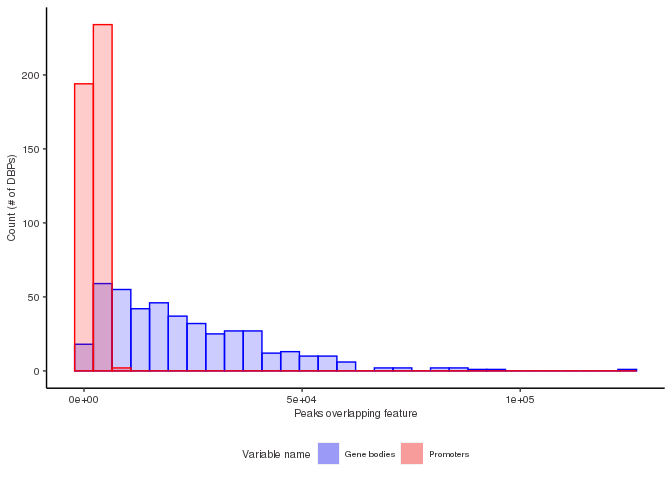 Count (# of DBPs)
200
150
100
50
0
0e+00 5e+04 1e+05
Peaks overlapping feature
Variable name Gene bodies Promoters